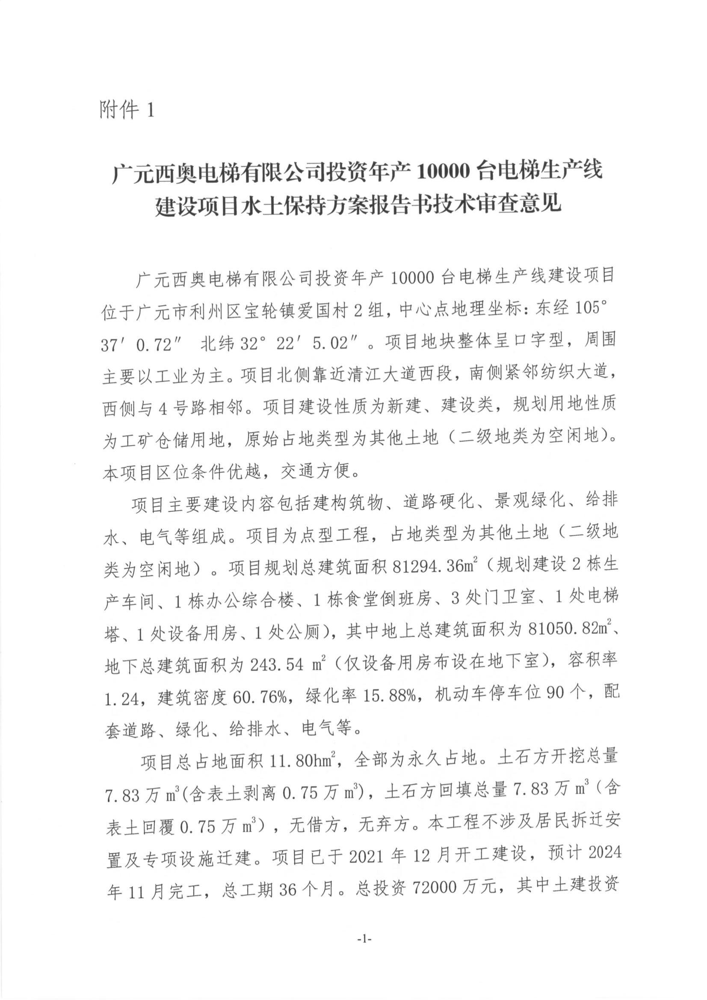 附件 1
广元西奥电梯有限公司投资年产 10000 台电梯生产线
建设项目水土保持方案报告书技术审查意见
广元西奥电梯有限公司投资年产 10000 台电梯生产线建设项目
位于广元市利州区宝轮镇爱国村 2 组，中心点地理坐标：东经 105°
37′ 0.72″ 北纬 32° 22′ 5.02″ 。项目地块整体呈口字型，周围
主要以工业为主。项目北侧靠近清江大道西段，南侧紧邻纺织大道，
西侧与 4 号路相邻。项目建设性质为新建、建设类，规划用地性质
为工矿仓储用地，原始占地类型为其他土地（二级地类为空闲地）。
本项目区位条件优越，交通方便。
项目主要建设内容包括建构筑物、道路硬化、景观绿化、给排
水、电气等组成。项目为点型工程，占地类型为其他土地（二级地
类为空闲地）。项目规划总建筑面积 81294.36m²（规划建设 2 栋生
产车间、1 栋办公综合楼、1 栋食堂倒班房、3 处门卫室、1 处电梯
塔、1 处设备用房、1 处公厕），其中地上总建筑面积为 81050.82m²、
地下总建筑面积为 243.54 m²（仅设备用房布设在地下室），容积率
1.24，建筑密度 60.76%，绿化率 15.88%，机动车停车位 90 个，配
套道路、绿化、给排水、电气等。
项目总占地面积 11.80hm²，全部为永久占地。土石方开挖总量
7.83 万 m³(含表土剥离 0.75 万 m³)，土石方回填总量 7.83 万 m³（含
表土回覆 0.75 万 m³），无借方，无弃方。本工程不涉及居民拆迁安
置及专项设施迁建。项目已于 2021 年 12 月开工建设，预计 2024
年 11 月完工，总工期 36 个月。总投资 72000 万元，其中土建投资
-1-